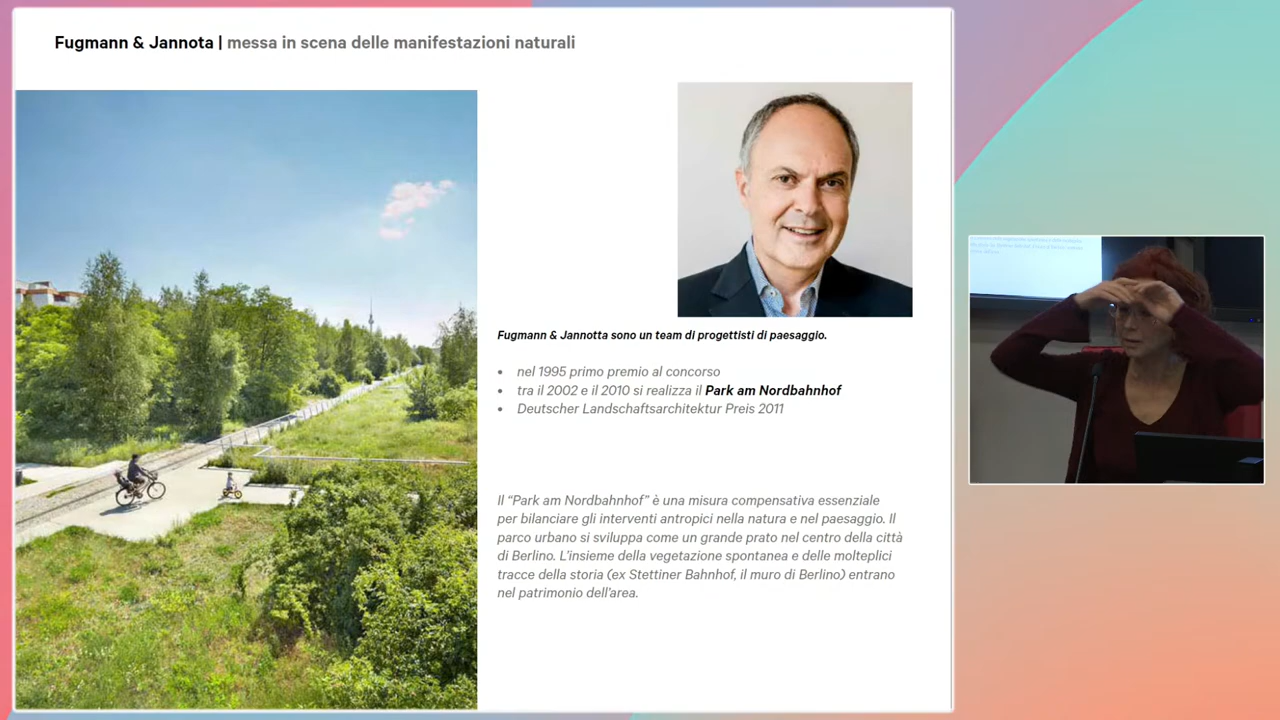 Fugmann & Jannota | messa in scena delle manifestazioni naturali
Fugmann & Jannotta sono un team di progettisti di paesaggio.
• nel 1995 primo premio al concorso
• tra il 2002 e il 2010 si realizza il Park am Nordbahnhof
• Deutscher Landschaftsarchitektur Preis 2011
Il “Park am Nordbahnhof” è una misura compensativa essenziale
per bilanciare gli interventi antropici nella natura e nel paesaggio. Il
parco urbano si sviluppa come un grande prato nel centro della città
di Berlino. L’insieme della vegetazione spontanea e delle molteplici
tracce della storia (ex Stettiner Bahnhof, il muro di Berlino) entrano
nel patrimonio dell’area.